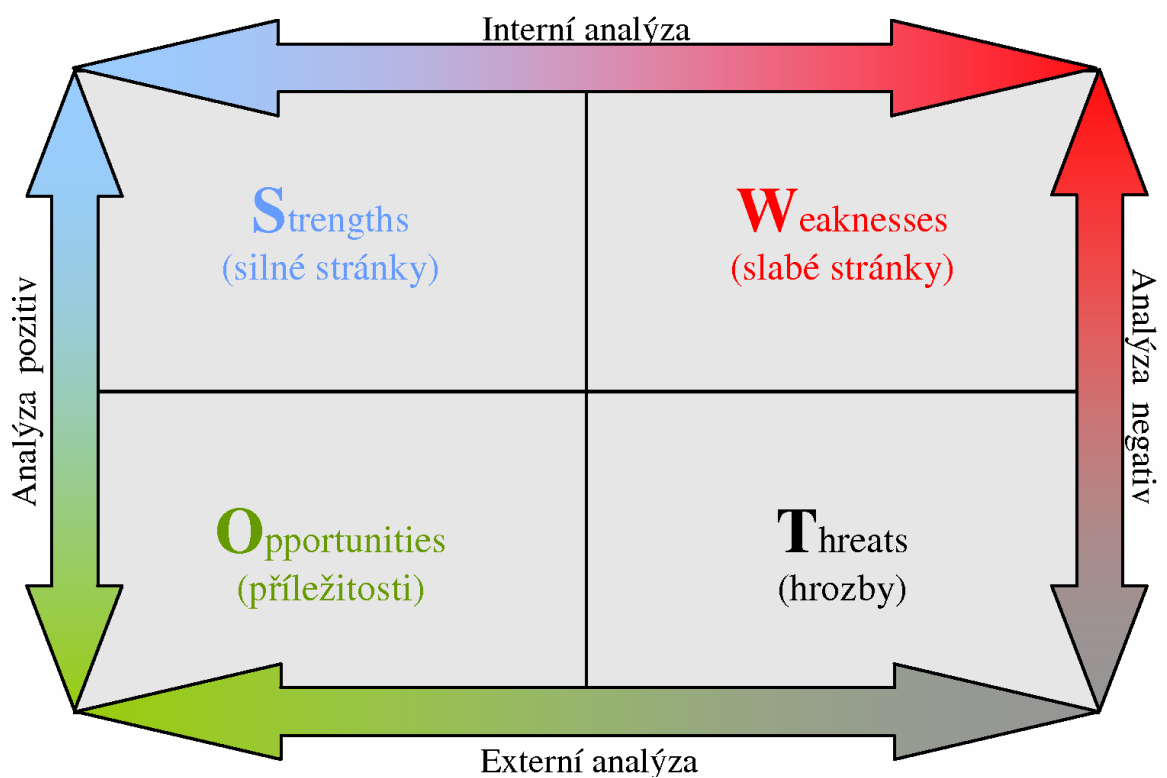 Interní analýza
Strengths
(silné stránky)
Weaknesses
(slabé stránky)
Analýza pozitiv
Analýza negativ
Opportunities
(příležitosti)
Threats
(hrozby)
Externí analýza